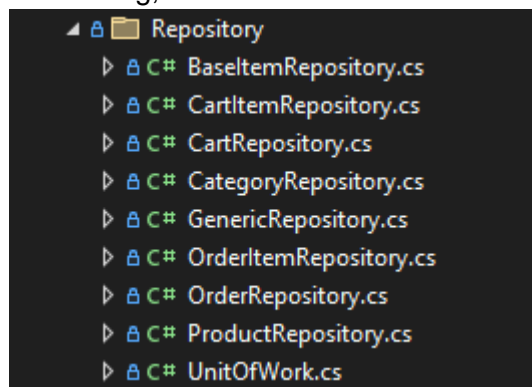 Repository
C# BaseItemRepository.cs
C# CartItemRepository.cs
C# CartRepository.cs
C# CategoryRepository.cs
C# GenericRepository.cs
C# OrderItemRepository.cs
C# OrderRepository.cs
C# ProductRepository.cs
C# UnitOfWork.cs